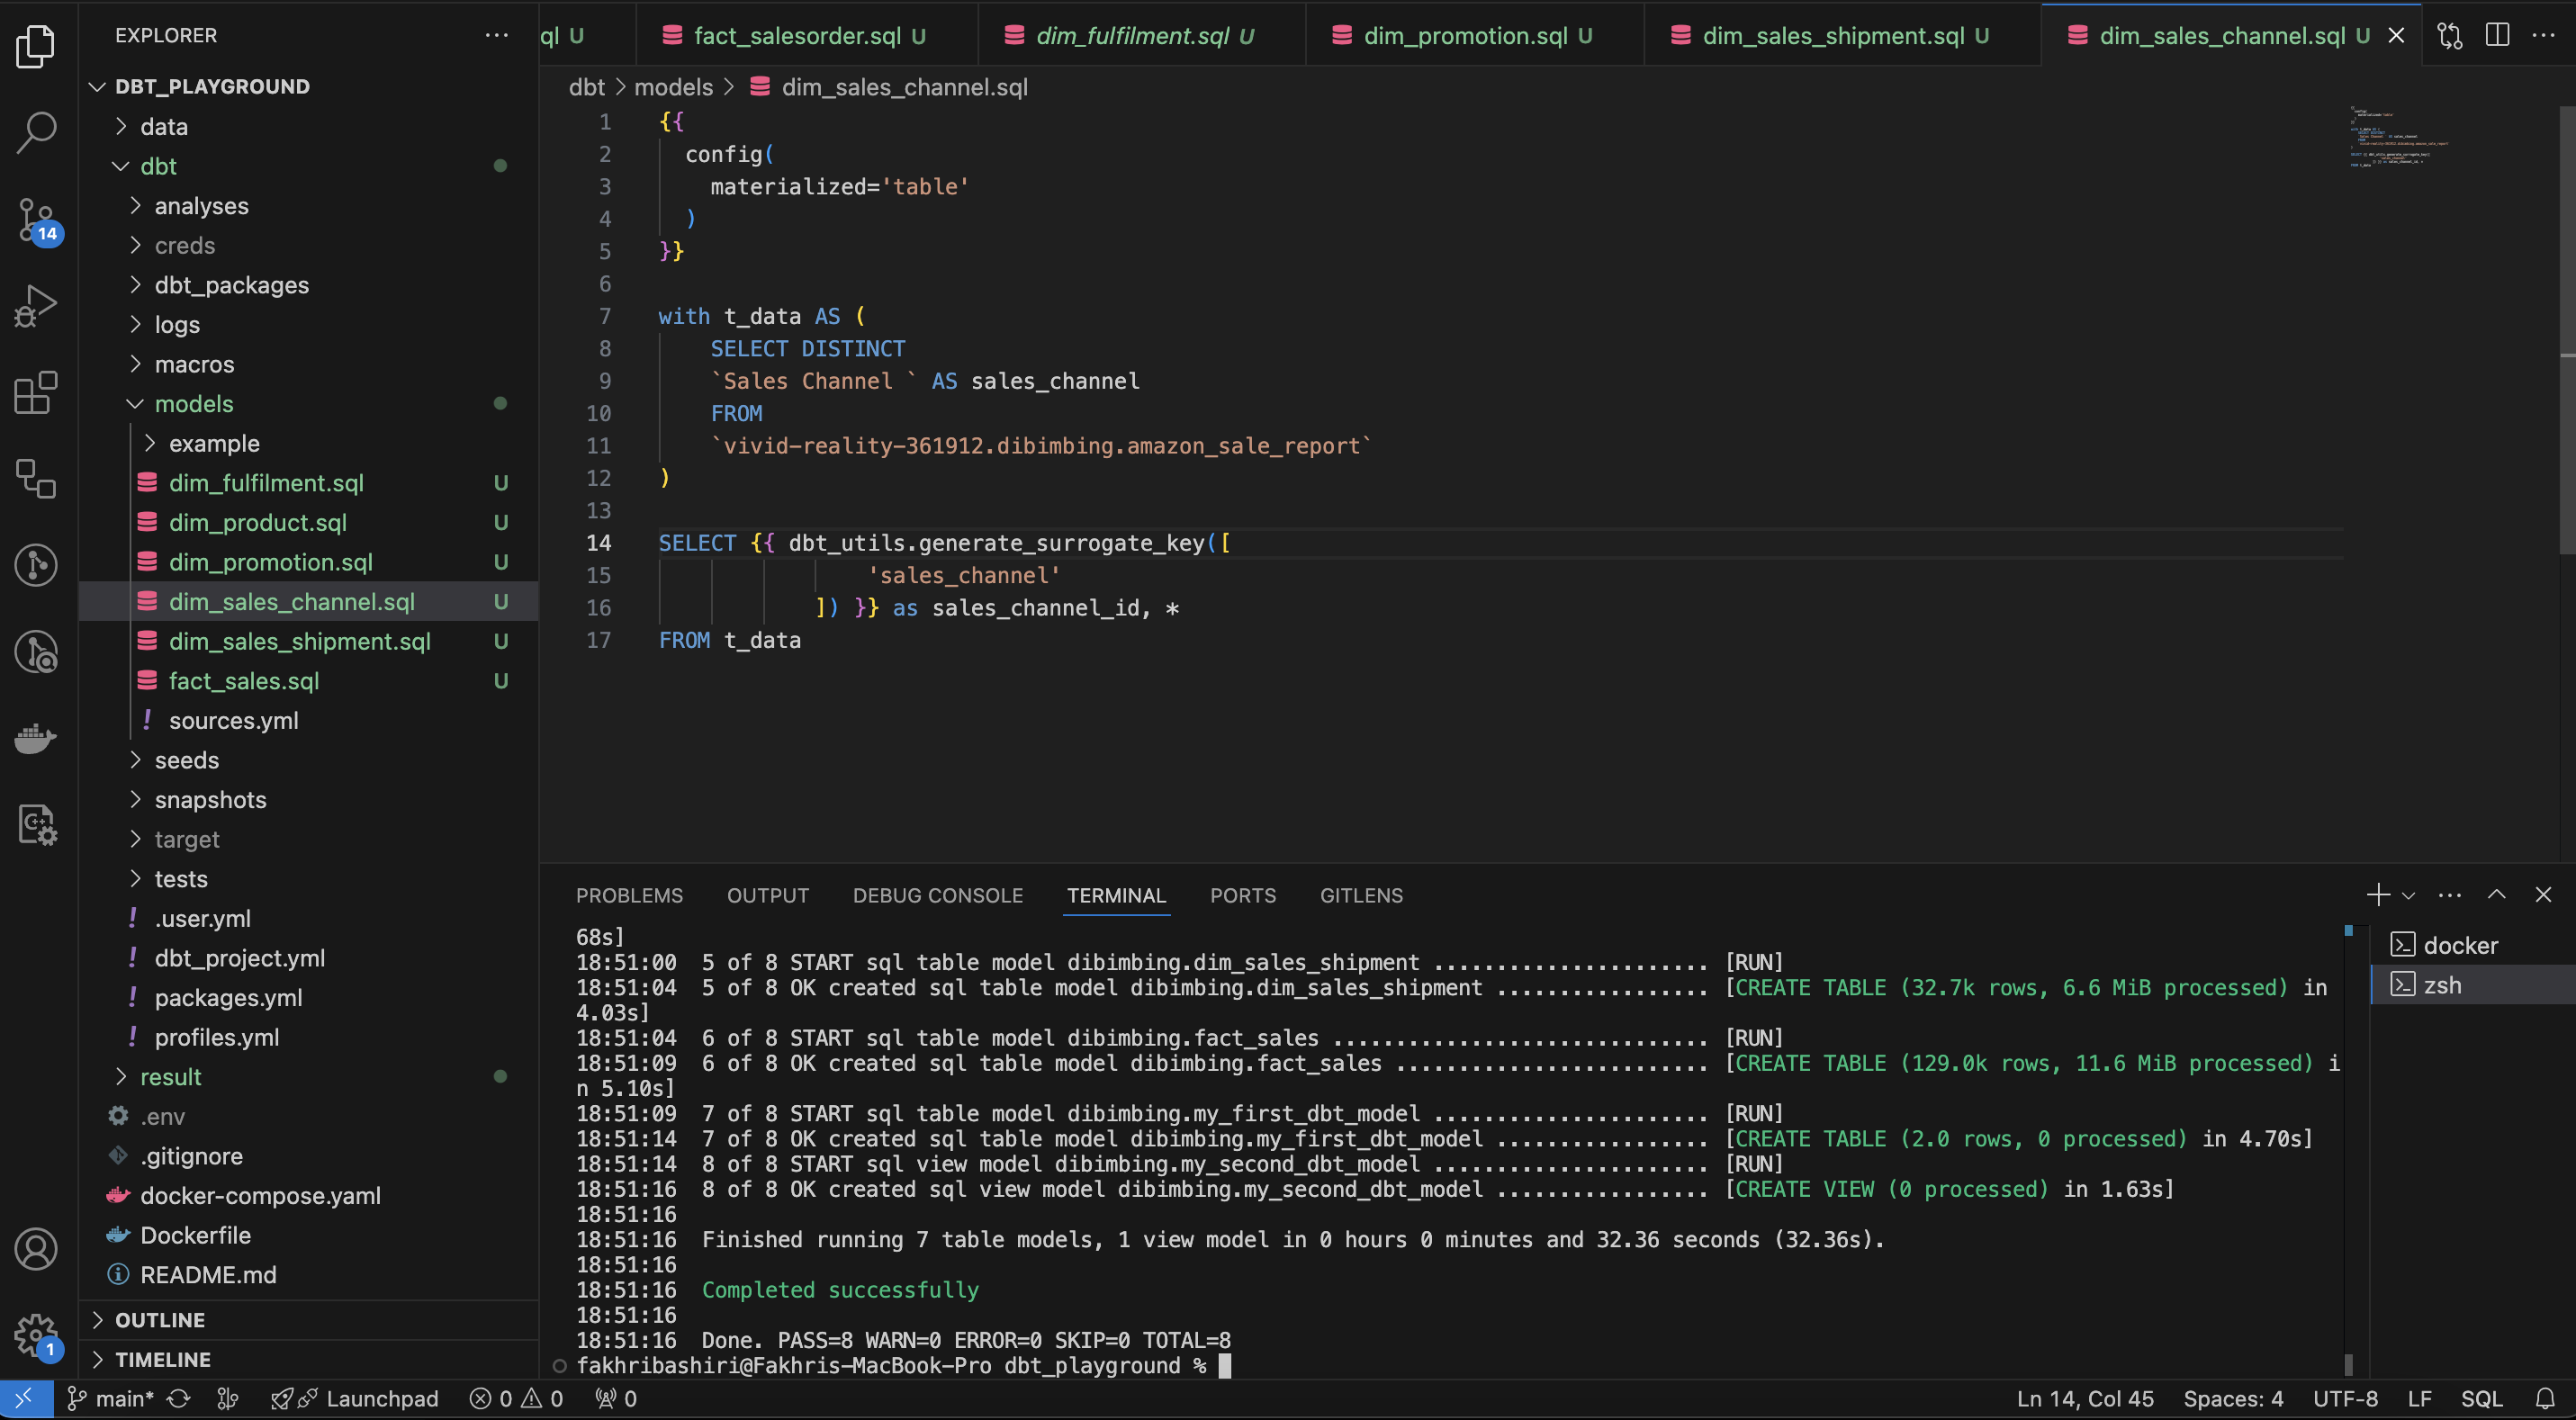 EXPLORER
DBT_PLAYGROUND
data
dbt
analyses
creds
dbt_packages
logs
macros
models
example
dim_fulfilment.sql U
dim_product.sql U
dim_promotion.sql U
dim_sales_channel.sql U
dim_sales_shipment.sql U
fact_sales.sql U
! sources.yml
seeds
snapshots
target
tests
! .user.yml
! dbt_project.yml
! packages.yml
! profiles.yml
result
.env
.gitignore
docker-compose.yaml
Dockerfile
README.md
OUTLINE
TIMELINE
14
1
ql U
fact_salesorder.sql U
dim_fulfilment.sql U
dim_promotion.sql U
dim_sales_shipment.sql U
dim_sales_channel.sql U
dbt > models > dim_sales_channel.sql
1 {{
2 config(
3 materialized='table'
4 )
5 }}
6
7 with t_data AS (
8 SELECT DISTINCT
9 `Sales Channel ` AS sales_channel
10 FROM
11 `vivid-reality-361912.dibimbing.amazon_sale_report`
12 )
13
14 SELECT {{ dbt_utils.generate_surrogate_key([
15 'sales_channel'
16 ]) }} as sales_channel_id, *
17 FROM t_data
PROBLEMS OUTPUT DEBUG CONSOLE TERMINAL PORTS GITLENS
68s]
18:51:00 5 of 8 START sql table model dibimbing.dim_sales_shipment ...................... [RUN]
18:51:04 5 of 8 OK created sql table model dibimbing.dim_sales_shipment ................. [CREATE TABLE (32.7k rows, 6.6 MiB processed) in
4.03s]
18:51:04 6 of 8 START sql table model dibimbing.fact_sales .............................. [RUN]
18:51:09 6 of 8 OK created sql table model dibimbing.fact_sales ......................... [CREATE TABLE (129.0k rows, 11.6 MiB processed) i
n 5.10s]
18:51:09 7 of 8 START sql table model dibimbing.my_first_dbt_model ...................... [RUN]
18:51:14 7 of 8 OK created sql table model dibimbing.my_first_dbt_model ................. [CREATE TABLE (2.0 rows, 0 processed) in 4.70s]
18:51:14 8 of 8 START sql view model dibimbing.my_second_dbt_model ...................... [RUN]
18:51:16 8 of 8 OK created sql view model dibimbing.my_second_dbt_model ................. [CREATE VIEW (0 processed) in 1.63s]
18:51:16
18:51:16 Finished running 7 table models, 1 view model in 0 hours 0 minutes and 32.36 seconds (32.36s).
18:51:16
18:51:16 Completed successfully
18:51:16
18:51:16 Done. PASS=8 WARN=0 ERROR=0 SKIP=0 TOTAL=8
fakhribashiri@Fakhris-MacBook-Pro dbt_playground %
docker
zsh
main* Launchpad 0 0 0 Ln 14, Col 45 Spaces: 4 UTF-8 LF SQL